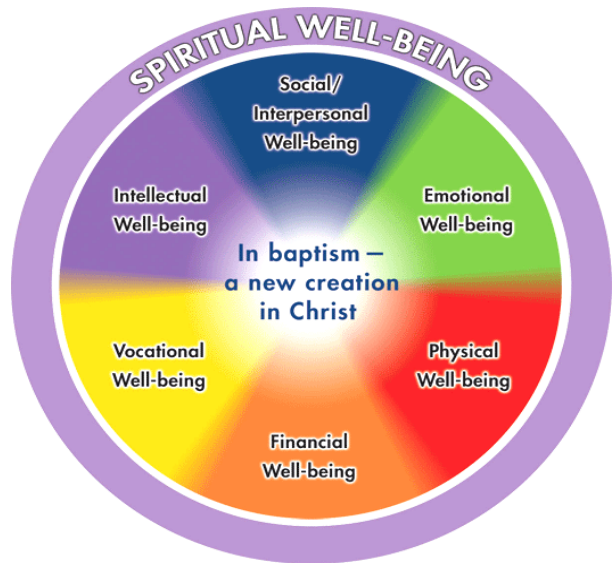 SPIRITUAL WELL-BEING
Social/
Interpersonal
Well-being
Intellectual
Well-being
Emotional
Well-being
In baptism —
a new creation
in Christ
Vocational
Well-being
Physical
Well-being
Financial
Well-being